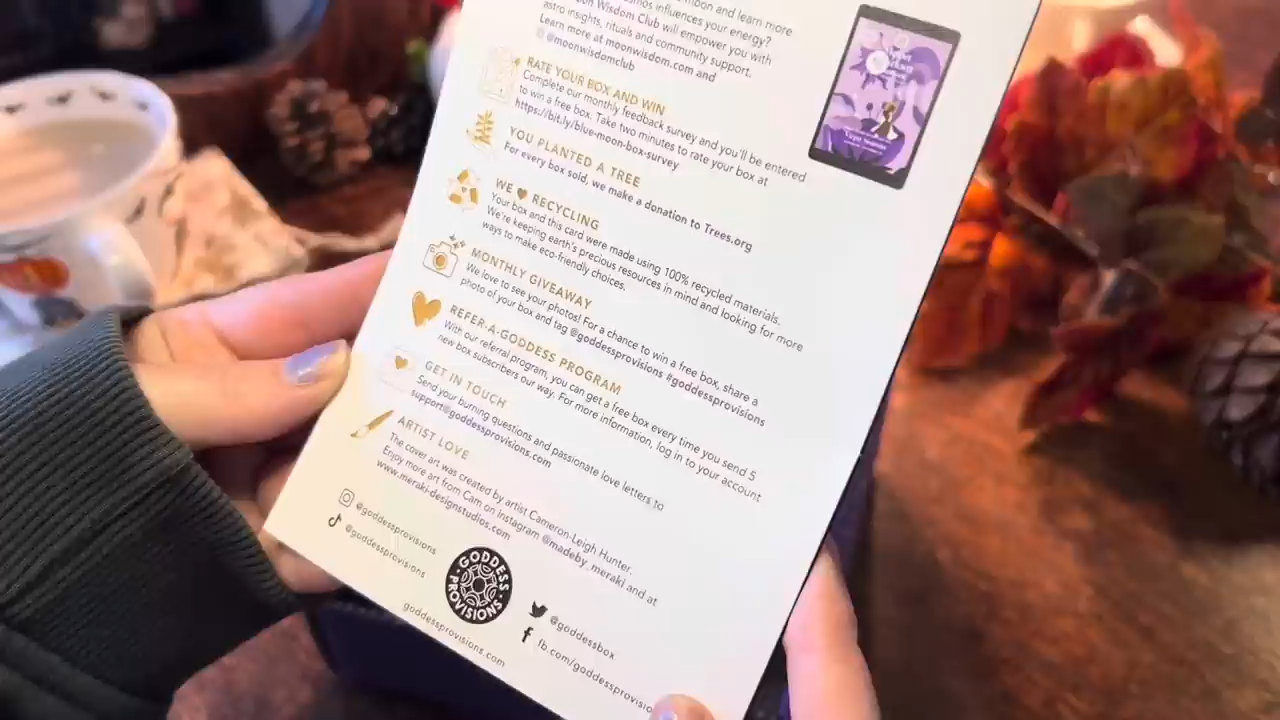 moon and learn more
influences your energy?
Wisdom Club will empower you with
astro insights, rituals and community support.
Learn more at moonwisdom.com and
@moonwisdomclub
RATE YOUR BOX AND WIN
Complete our monthly feedback survey and you'll be entered
to win a free box. Take two minutes to rate your box at
https://bit.ly/blue-moon-box-survey
YOU PLANTED A TREE
For every box sold, we make a donation to Trees.org
WE ♥ RECYCLING
Your box and this card were made using 100% recycled materials.
We're keeping earth's precious resources in mind and looking for more
ways to make eco-friendly choices.
MONTHLY GIVEAWAY
We love to see your photos! For a chance to win a free box, share a
photo of your box and tag @goddessprovisions #goddessprovisions
REFER-A-GODDESS PROGRAM
With our referral program, you can get a free box every time you send 5
new box subscribers our way. For more information, log in to your account
GET IN TOUCH
Send your burning questions and passionate love letters to
support@goddessprovisions.com
ARTIST LOVE
The cover art was created by artist Cameron-Leigh Hunter.
Enjoy more art from Cam on Instagram @madeby_meraki and at
www.meraki-designstudios.com
@goddessprovisions
@goddessprovisions
goddessprovisions.com
GODDESS PROVISIONS
@goddessbox
fb.com/goddessprovisio